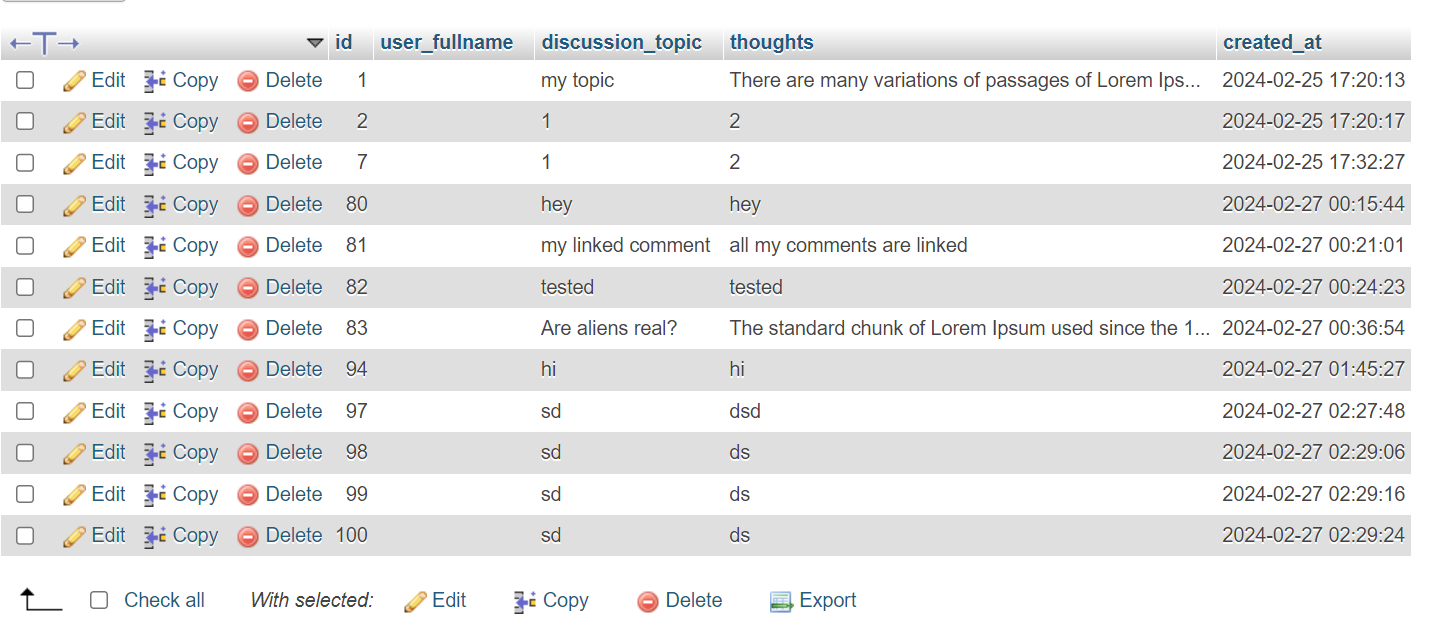 id user_fullname discussion_topic thoughts created_at
Edit Copy Delete 1 my topic There are many variations of passages of Lorem Ips... 2024-02-25 17:20:13
Edit Copy Delete 2 1 2 2024-02-25 17:20:17
Edit Copy Delete 7 1 2 2024-02-25 17:32:27
Edit Copy Delete 80 hey hey 2024-02-27 00:15:44
Edit Copy Delete 81 my linked comment all my comments are linked 2024-02-27 00:21:01
Edit Copy Delete 82 tested tested 2024-02-27 00:24:23
Edit Copy Delete 83 Are aliens real? The standard chunk of Lorem Ipsum used since the 1... 2024-02-27 00:36:54
Edit Copy Delete 94 hi hi 2024-02-27 01:45:27
Edit Copy Delete 97 sd dsd 2024-02-27 02:27:48
Edit Copy Delete 98 sd ds 2024-02-27 02:29:06
Edit Copy Delete 99 sd ds 2024-02-27 02:29:16
Edit Copy Delete 100 sd ds 2024-02-27 02:29:24
Check all With selected: Edit Copy Delete Export